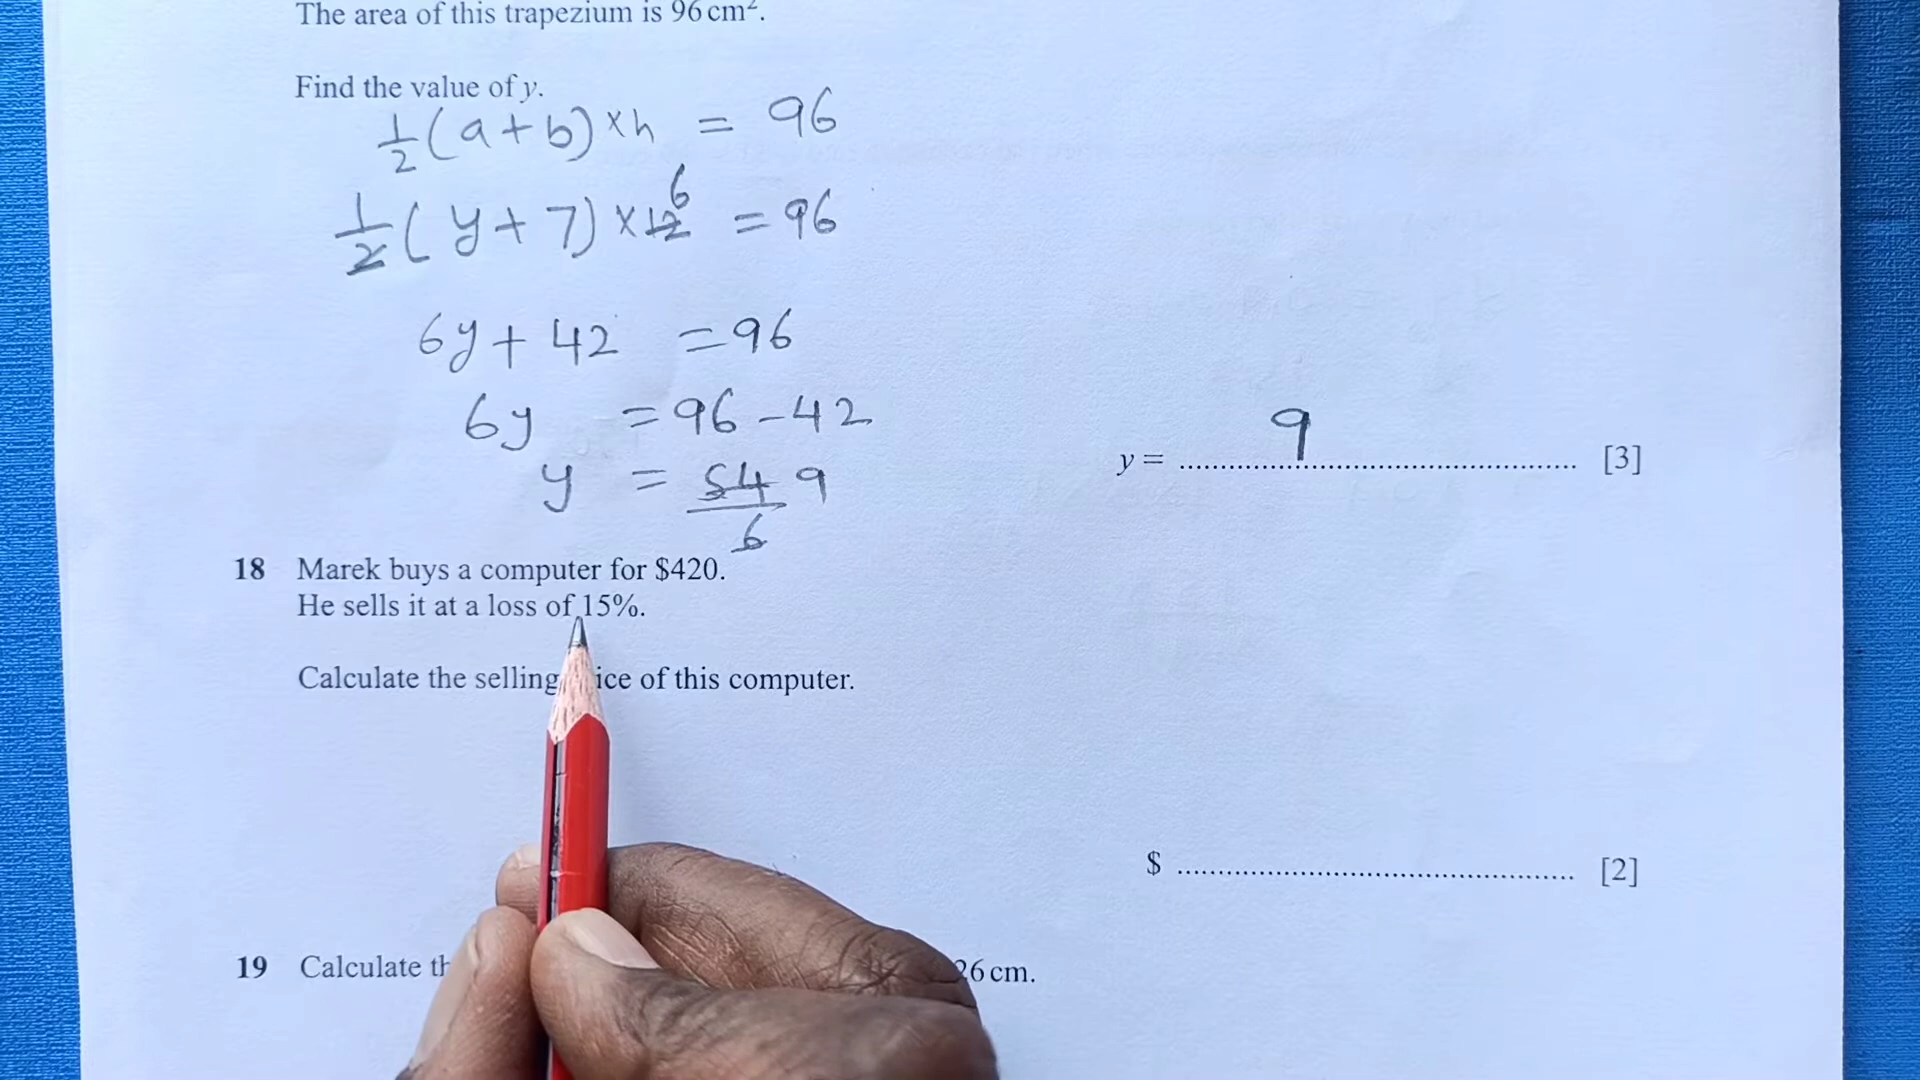 The area of this trapezium is 96 cm².
Find the value of y.
1/2 (a + b) × h = 96
1/2 (y + 7) × 12 6 = 96
6y + 42 = 96
6y = 96 - 42
y = 54/6 9
y = 9 [3]
18 Marek buys a computer for $420.
He sells it at a loss of 15%.
Calculate the selling ice of this computer.
$ [2]
19 Calculate 26 cm.